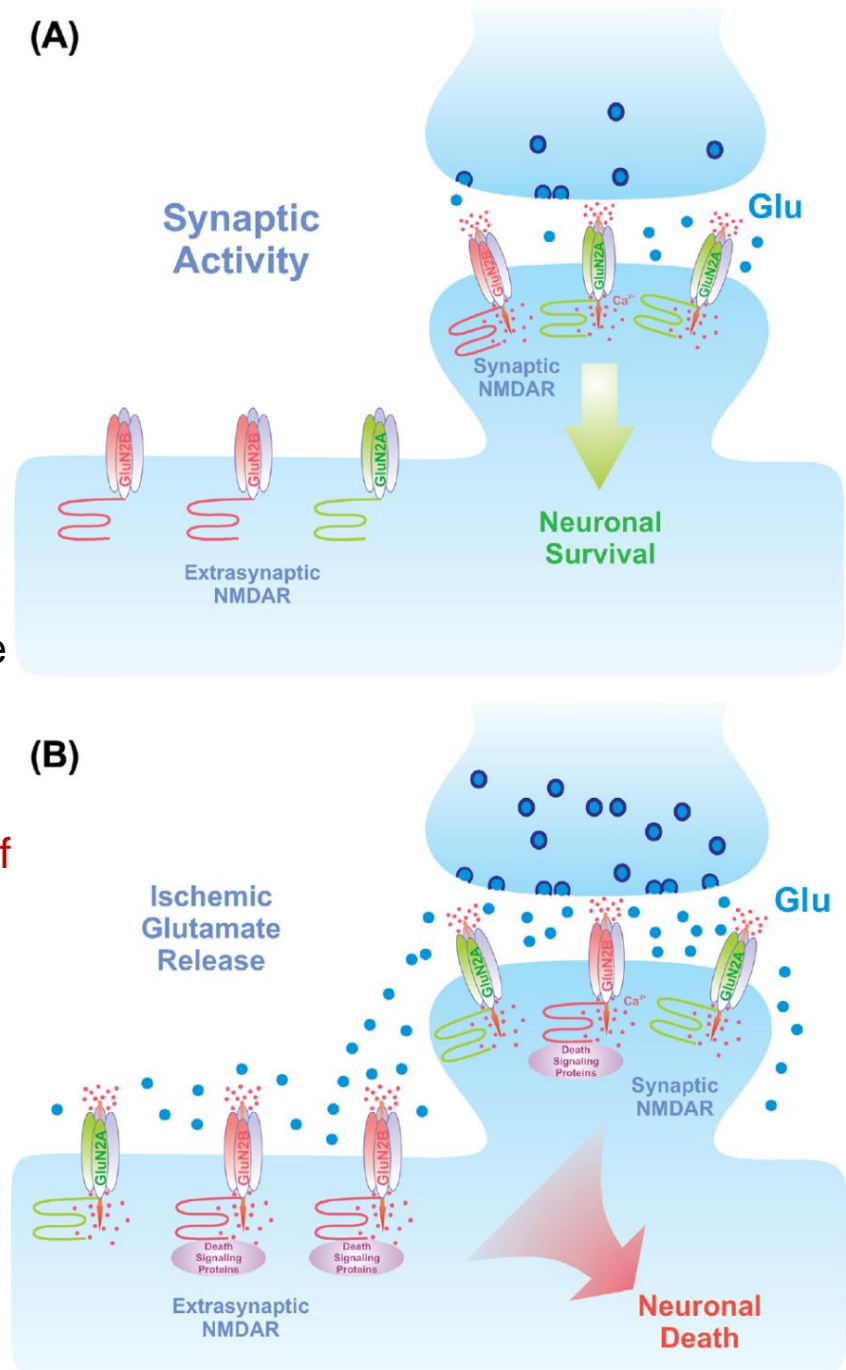 (A)
Synaptic
Activity
Glu
GluN2B
GluN2A
GluN2A
Ca²⁺
Synaptic
NMDAR
GluN2B
GluN2B
GluN2A
Extrasynaptic
NMDAR
Neuronal
Survival
e
(B)
f
Ischemic
Glutamate
Release
Glu
GluN2A
GluN2B
GluN2A
Ca²⁺
Death
Signaling
Proteins
Synaptic
NMDAR
GluN2A
GluN2B
GluN2B
Death
Signaling
Proteins
Death
Signaling
Proteins
Extrasynaptic
NMDAR
Neuronal
Death